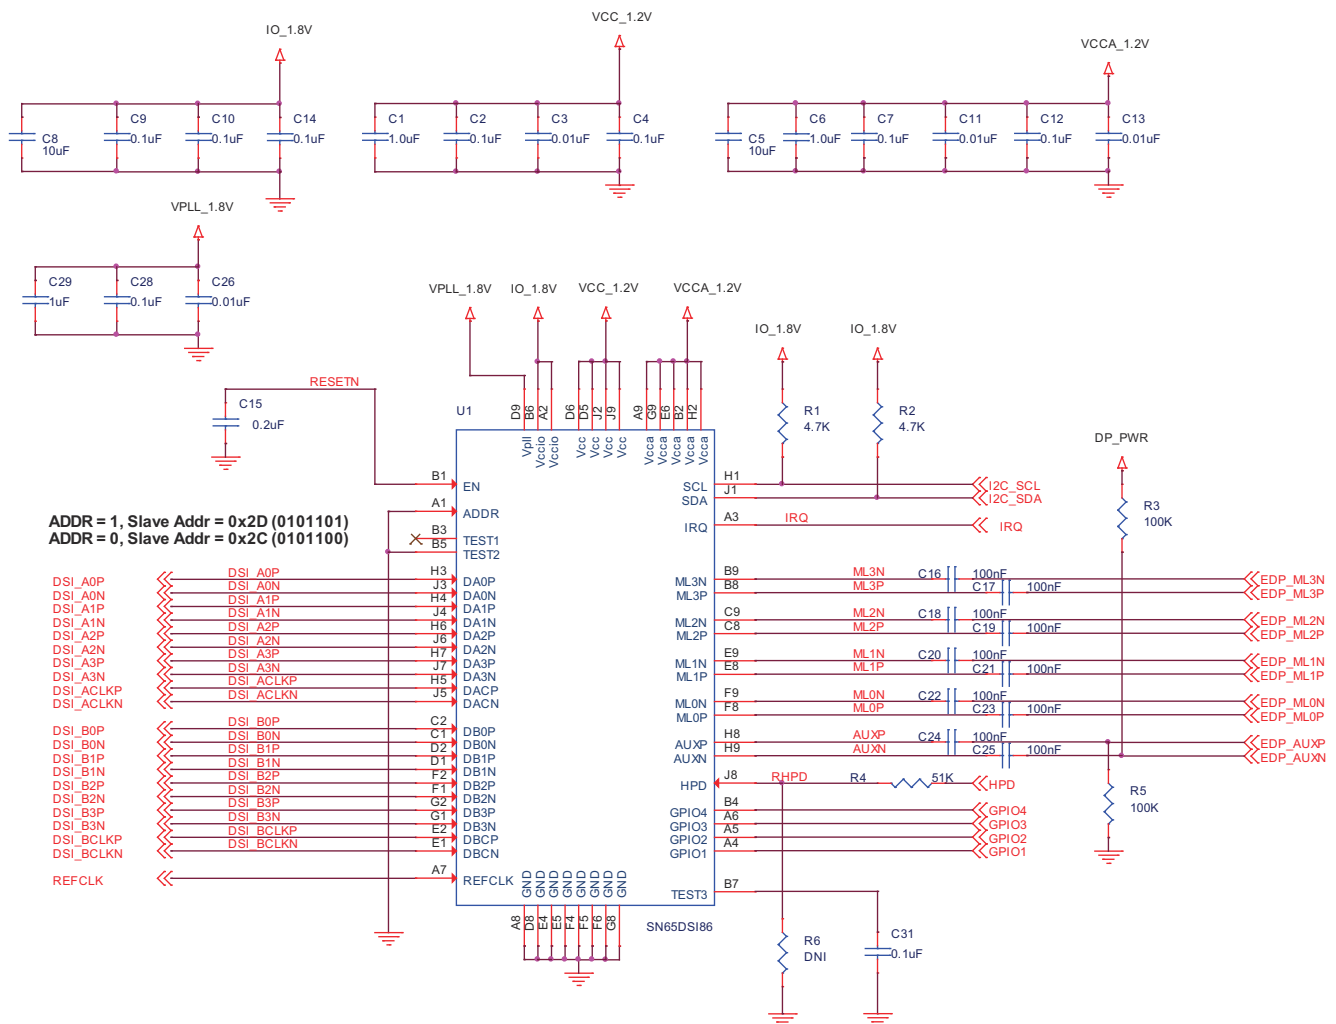 IO_1.8V
VCC_1.2V
VCCA_1.2V
C8
10uF
C9
0.1uF
C10
0.1uF
C14
0.1uF
C1
1.0uF
C2
0.1uF
C3
0.01uF
C4
0.1uF
C5
10uF
C6
1.0uF
C7
0.1uF
C11
0.01uF
C12
0.1uF
C13
0.01uF
VPLL_1.8V
C29
1uF
C28
0.1uF
C26
0.01uF
VPLL_1.8V
IO_1.8V
VCC_1.2V
VCCA_1.2V
IO_1.8V
IO_1.8V
RESETN
C15
0.2uF
U1
D9
B6
A2
D6
D5
J2
J9
A9
G9
E6
B2
H2
Vpll
Vccio
Vccio
Vcc
Vcc
Vcc
Vcc
Vcca
Vcca
Vcca
Vcca
Vcca
R1
4.7K
R2
4.7K
DP_PWR
R3
100K
B1
EN
A1
ADDR
B3
TEST1
B5
TEST2
ADDR = 1, Slave Addr = 0x2D (0101101)
ADDR = 0, Slave Addr = 0x2C (0101100)
DSI_A0P DSI_A0P H3 DA0P
DSI_A0N DSI_A0N J3 DA0N
DSI_A1P DSI_A1P H4 DA1P
DSI_A1N DSI_A1N J4 DA1N
DSI_A2P DSI_A2P H6 DA2P
DSI_A2N DSI_A2N J6 DA2N
DSI_A3P DSI_A3P H7 DA3P
DSI_A3N DSI_A3N J7 DA3N
DSI_ACLKP DSI_ACLKP H5 DACP
DSI_ACLKN DSI_ACLKN J5 DACN
DSI_B0P DSI_B0P C2 DB0P
DSI_B0N DSI_B0N C1 DB0N
DSI_B1P DSI_B1P D2 DB1P
DSI_B1N DSI_B1N D1 DB1N
DSI_B2P DSI_B2P F2 DB2P
DSI_B2N DSI_B2N F1 DB2N
DSI_B3P DSI_B3P G2 DB3P
DSI_B3N DSI_B3N G1 DB3N
DSI_BCLKP DSI_BCLKP E2 DBCP
DSI_BCLKN DSI_BCLKN E1 DBCN
REFCLK A7 REFCLK
SCL H1 I2C_SCL
SDA J1 I2C_SDA
IRQ A3 IRQ IRQ
ML3N B9 ML3N C16 100nF EDP_ML3N
ML3P B8 ML3P C17 100nF EDP_ML3P
ML2N C9 ML2N C18 100nF EDP_ML2N
ML2P C8 ML2P C19 100nF EDP_ML2P
ML1N E9 ML1N C20 100nF EDP_ML1N
ML1P E8 ML1P C21 100nF EDP_ML1P
ML0N F9 ML0N C22 100nF EDP_ML0N
ML0P F8 ML0P C23 100nF EDP_ML0P
AUXP H8 AUXP C24 100nF EDP_AUXP
AUXN H9 AUXN C25 100nF EDP_AUXN
HPD J8 RHPD R4 51K HPD
GPIO4 B4 GPIO4
GPIO3 A6 GPIO3
GPIO2 A5 GPIO2
GPIO1 A4 GPIO1
R5
100K
TEST3 B7
GND
GND
GND
GND
GND
GND
GND
GND
A8
D8
E4
E5
F4
F5
F6
G8
SN65DSI86
R6
DNI
C31
0.1uF